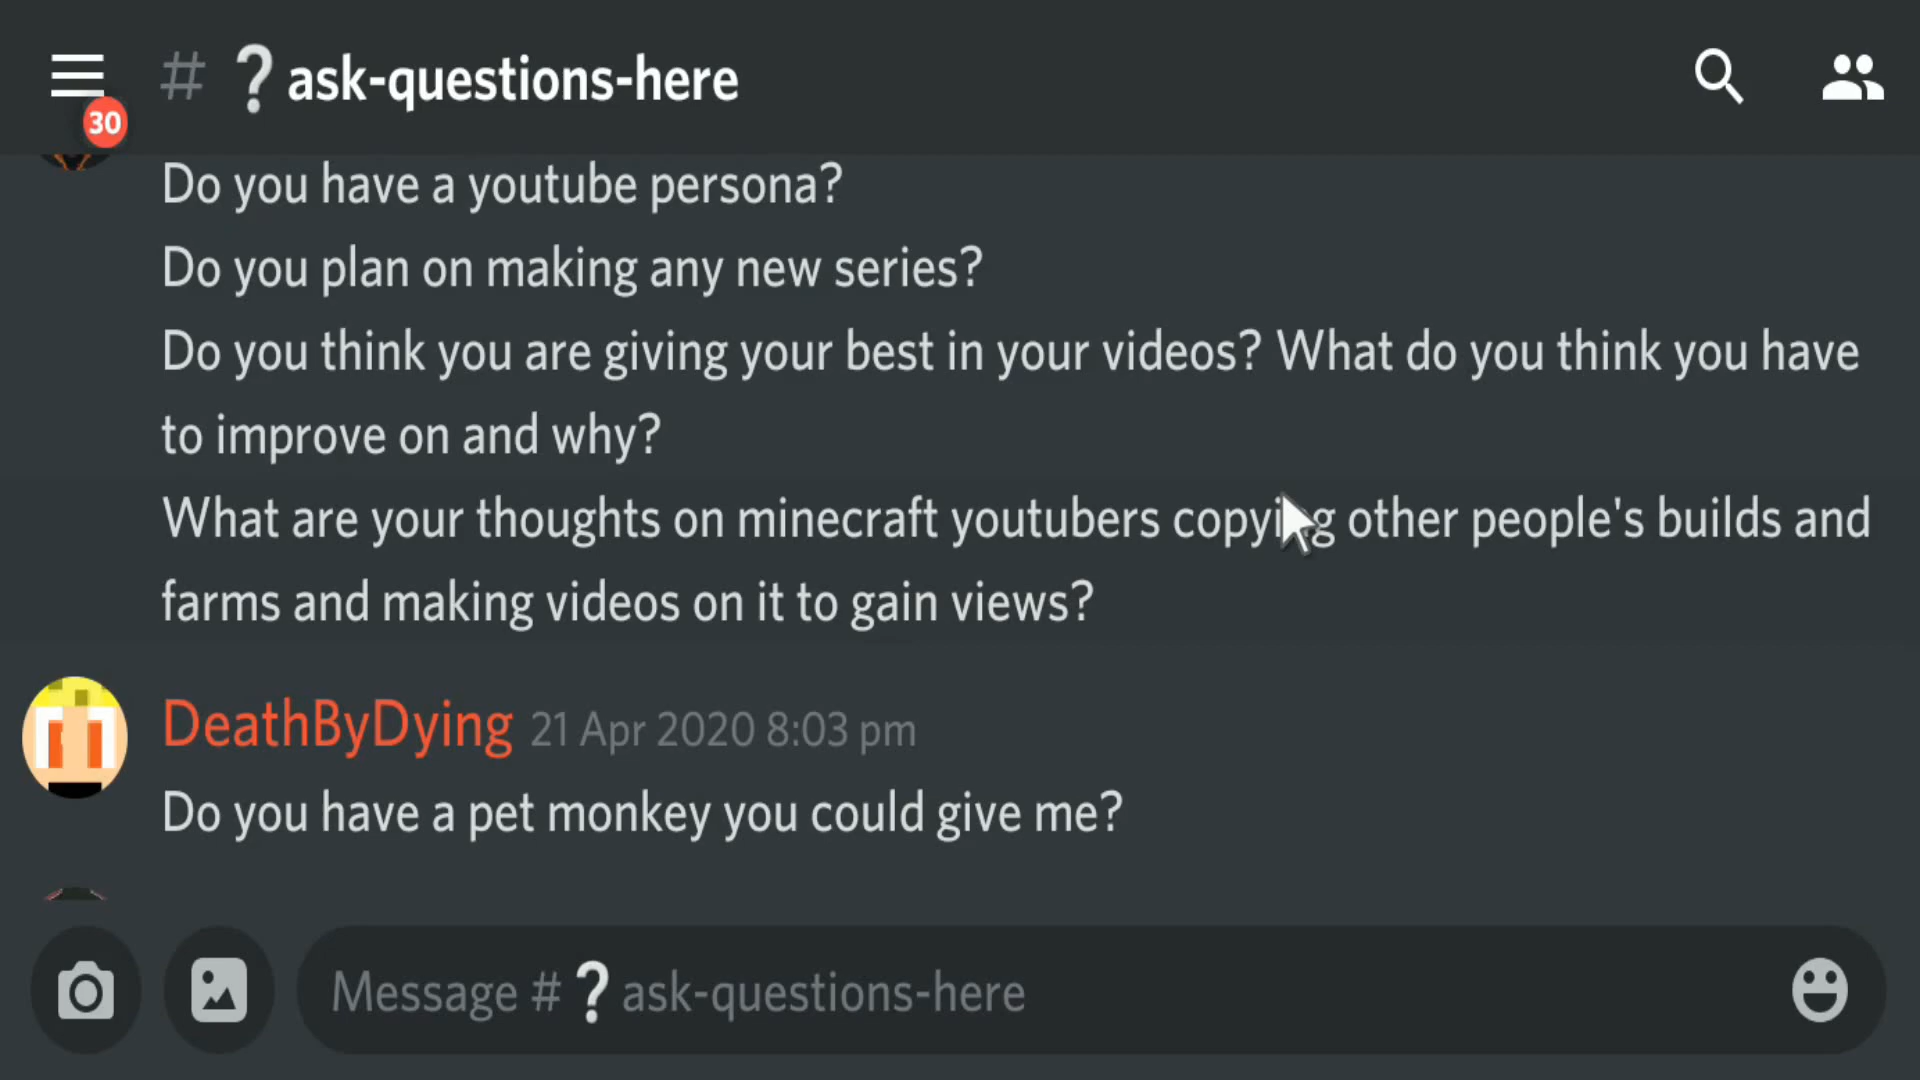 # ❔ask-questions-here
30
Do you have a youtube persona?
Do you plan on making any new series?
Do you think you are giving your best in your videos? What do you think you have
to improve on and why?
What are your thoughts on minecraft youtubers copying other people's builds and
farms and making videos on it to gain views?
DeathByDying 21 Apr 2020 8:03 pm
Do you have a pet monkey you could give me?
Message #❔ask-questions-here